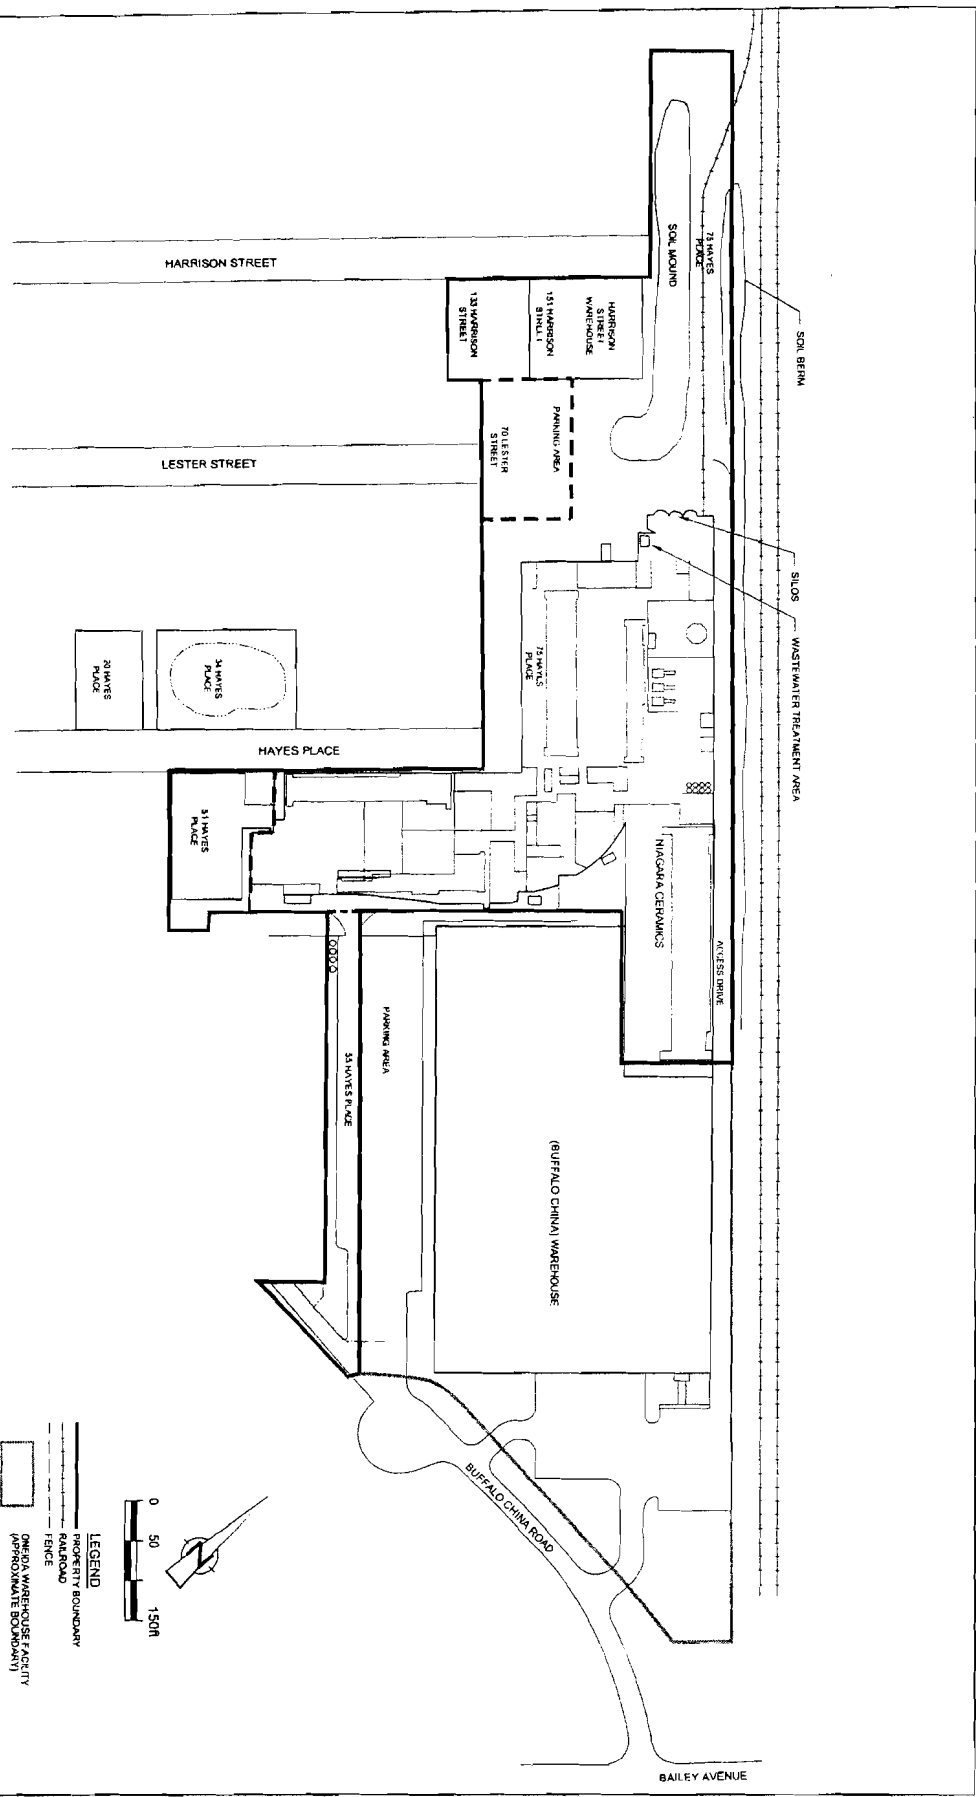 SOIL BERM
75 HAYES
PLACE
SOIL MOUND
HARRISON STREET
HARRISON
STREET
WAREHOUSE
151 HARRISON
STREET
133 HARRISON
STREET
PARKING AREA
70 LESTER
STREET
LESTER STREET
SILOS
WASTEWATER TREATMENT AREA
75 HAYES
PLACE
34 HAYES
PLACE
20 HAYES
PLACE
HAYES PLACE
51 HAYES
PLACE
NIAGARA CERAMICS
ACCESS DRIVE
PARKING AREA
55 HAYES PLACE
(BUFFALO CHINA) WAREHOUSE
BUFFALO CHINA ROAD
BAILEY AVENUE
N
0 50 150ft
LEGEND
PROPERTY BOUNDARY
RAILROAD
FENCE
ONEIDA WAREHOUSE FACILITY
(APPROXIMATE BOUNDARY)